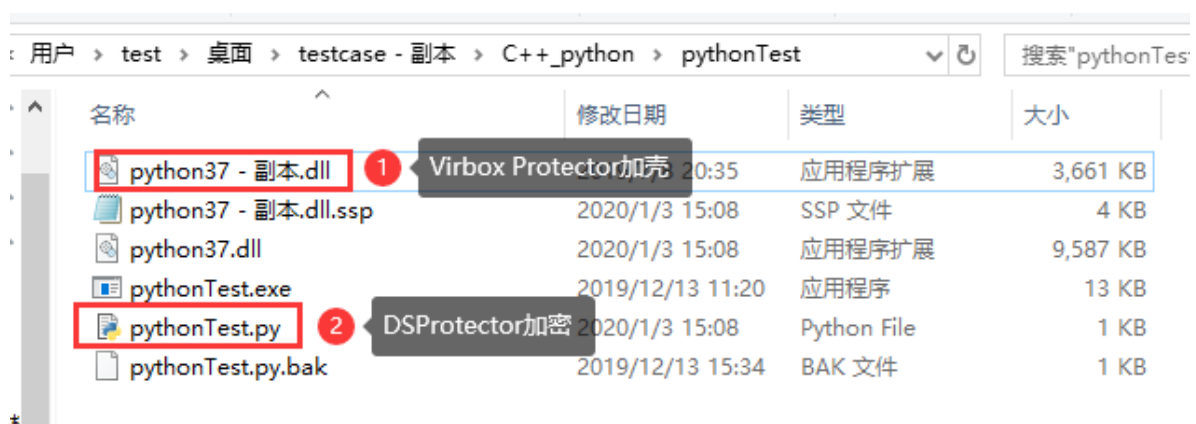 用户 > test > 桌面 > testcase - 副本 > C++_python > pythonTest 搜索"pythonTes
名称 修改日期 类型 大小
python37 - 副本.dll 1 Virbox Protector加壳 20:35 应用程序扩展 3,661 KB
python37 - 副本.dll.ssp 2020/1/3 15:08 SSP 文件 4 KB
python37.dll 2020/1/3 15:08 应用程序扩展 9,587 KB
pythonTest.exe 2019/12/13 11:20 应用程序 13 KB
pythonTest.py 2 DSProtector加密 2020/1/3 15:08 Python File 1 KB
pythonTest.py.bak 2019/12/13 15:34 BAK 文件 1 KB